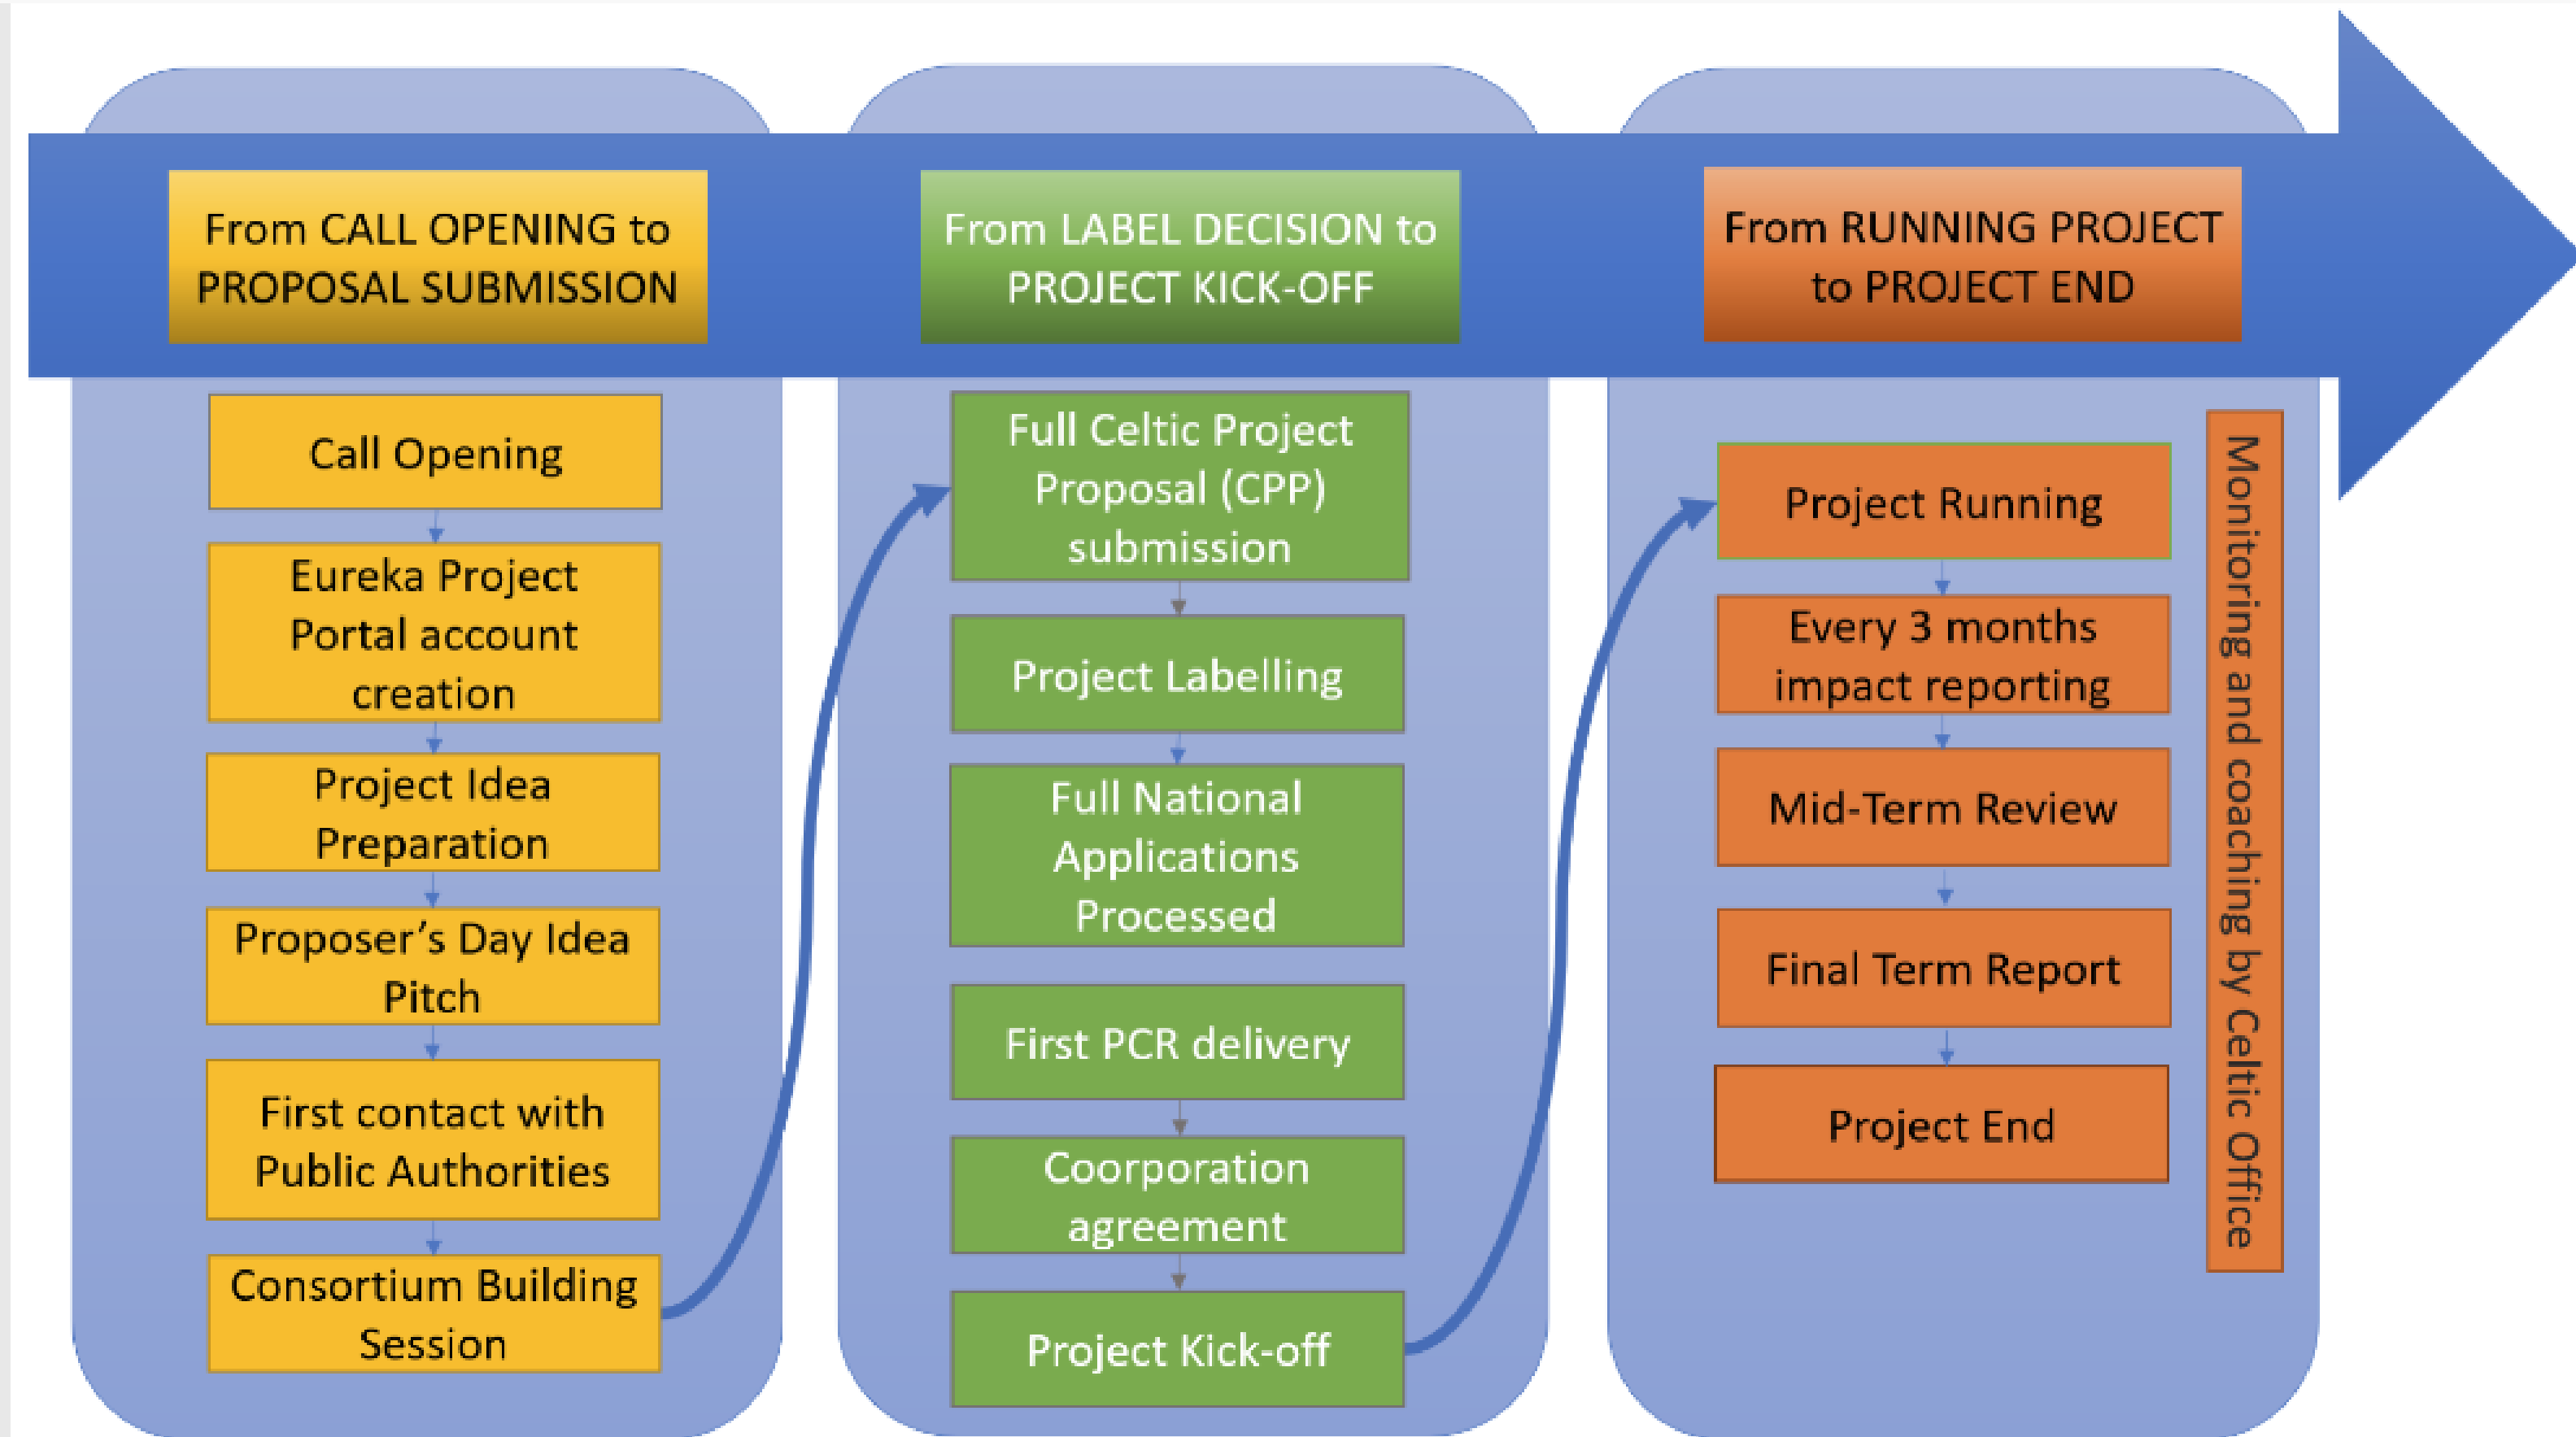 From CALL OPENING to
PROPOSAL SUBMISSION
Call Opening
Eureka Project
Portal account
creation
Project Idea
Preparation
Proposer’s Day Idea
Pitch
First contact with
Public Authorities
Consortium Building
Session
From LABEL DECISION to
PROJECT KICK-OFF
Full Celtic Project
Proposal (CPP)
submission
Project Labelling
Full National
Applications
Processed
First PCR delivery
Coorporation
agreement
Project Kick-off
From RUNNING PROJECT
to PROJECT END
Project Running
Every 3 months
impact reporting
Mid-Term Review
Final Term Report
Project End
Monitoring and coaching by Celtic Office